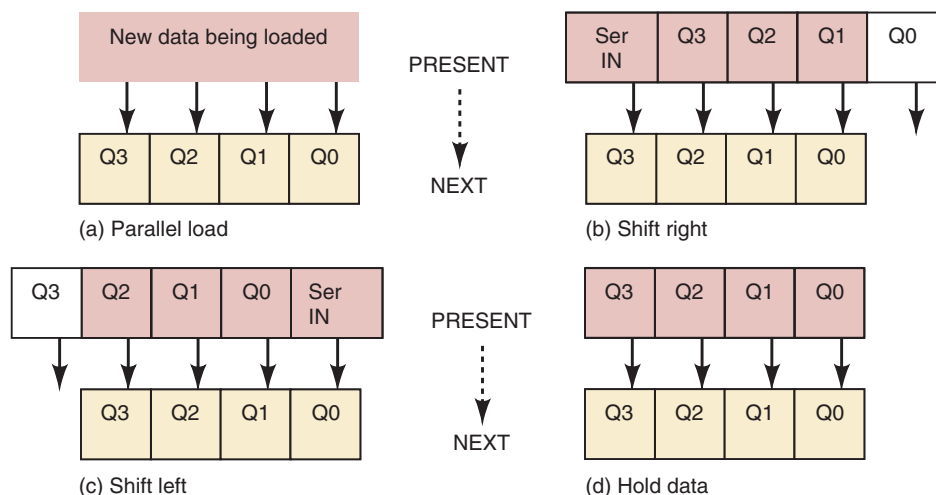 New data being loaded
Q3 Q2 Q1 Q0
(a) Parallel load
PRESENT
NEXT
Ser
IN Q3 Q2 Q1 Q0
Q3 Q2 Q1 Q0
(b) Shift right
Q3 Q2 Q1 Q0 Ser
IN
Q3 Q2 Q1 Q0
(c) Shift left
PRESENT
NEXT
Q3 Q2 Q1 Q0
Q3 Q2 Q1 Q0
(d) Hold data